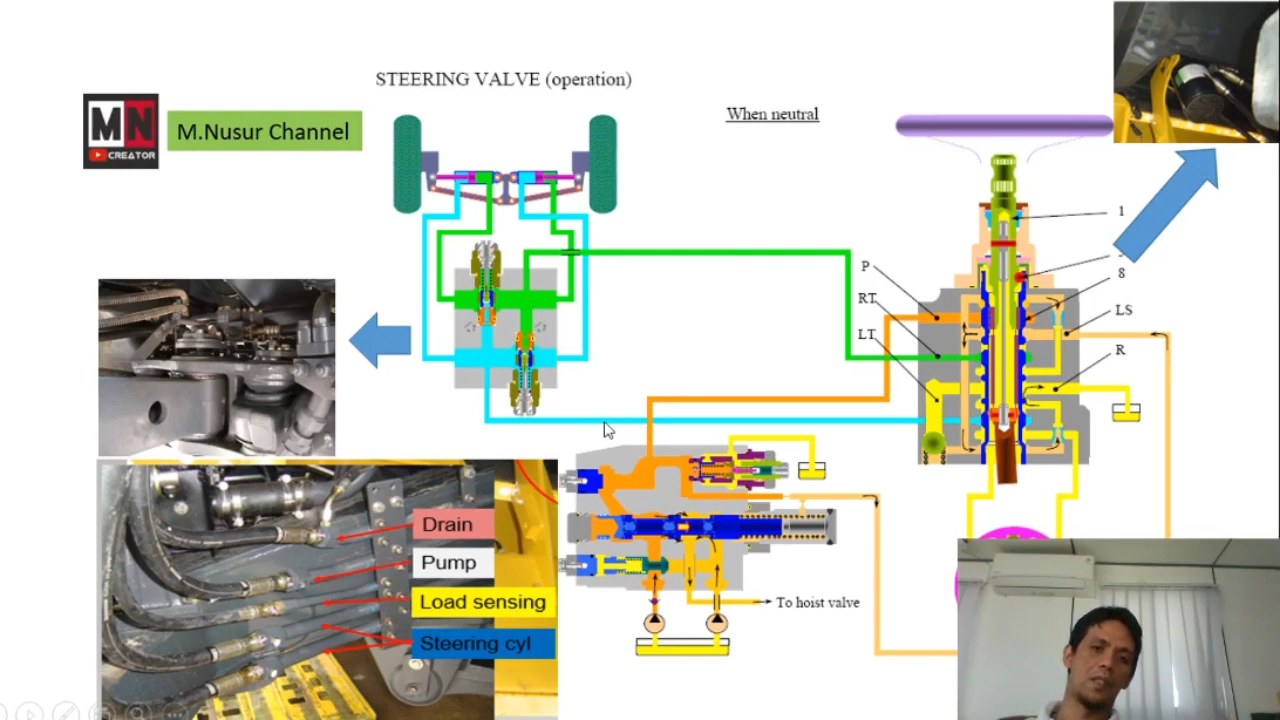 STEERING VALVE (operation)
MN
CREATOR
M.Nusur Channel
When neutral
1
8
P
RT
LT
LS
R
Drain
Pump
Load sensing
Steering cyl
To hoist valve